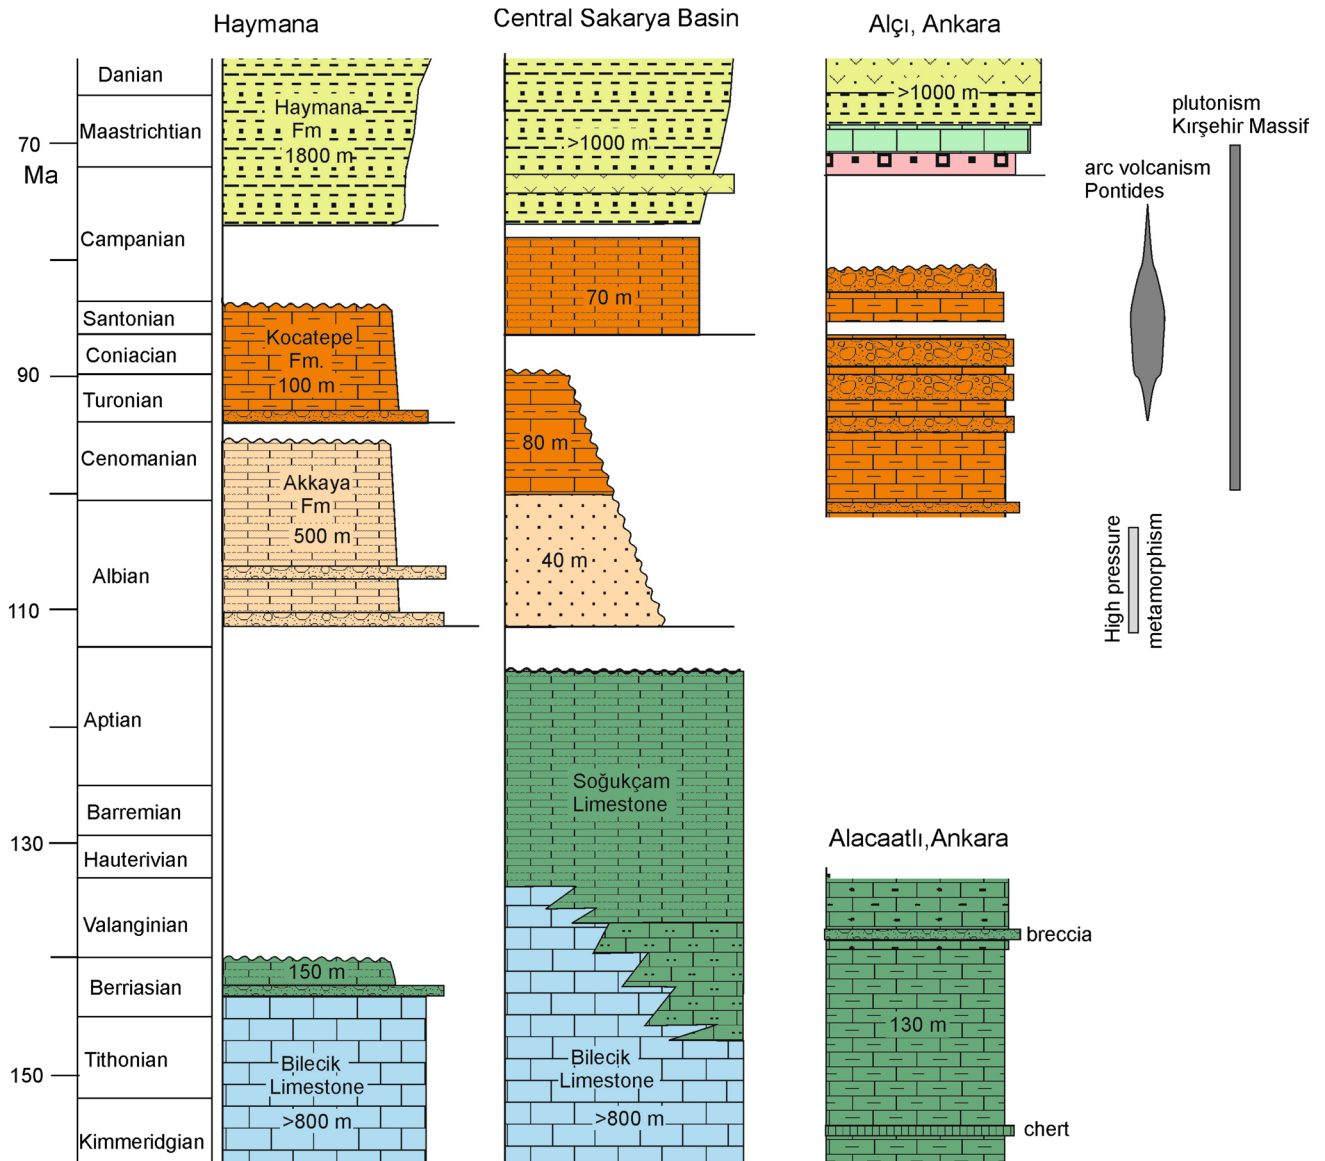 Haymana
Central Sakarya Basin
Alçı, Ankara
Danian
Maastrichtian
70
Ma
Campanian
Santonian
Coniacian
90
Turonian
Cenomanian
Albian
110
Aptian
Barremian
130
Hauterivian
Valanginian
Berriasian
Tithonian
150
Kimmeridgian
Haymana
Fm
1800 m
Kocatepe
Fm.
100 m
Akkaya
Fm
500 m
150 m
Bilecik
Limestone
>800 m
>1000 m
70 m
80 m
40 m
Soğukçam
Limestone
Bilecik
Limestone
>800 m
>1000 m
Alacaatlı,Ankara
breccia
130 m
chert
plutonism
Kırşehir Massif
arc volcanism
Pontides
High pressure
metamorphism